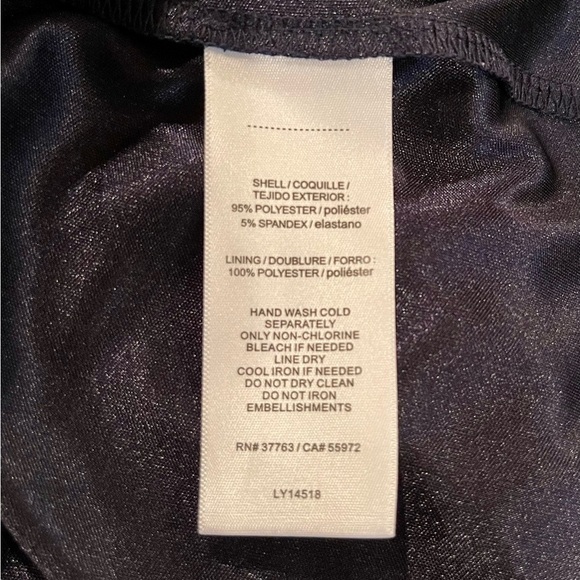 SHELL / COQUILLE /
TEJIDO EXTERIOR :
95% POLYESTER / poliéster
5% SPANDEX / elastano
LINING / DOUBLURE / FORRO :
100% POLYESTER / poliéster
HAND WASH COLD
SEPARATELY
ONLY NON-CHLORINE
BLEACH IF NEEDED
LINE DRY
COOL IRON IF NEEDED
DO NOT DRY CLEAN
DO NOT IRON
EMBELLISHMENTS
RN# 37763 / CA# 55972
LY14518